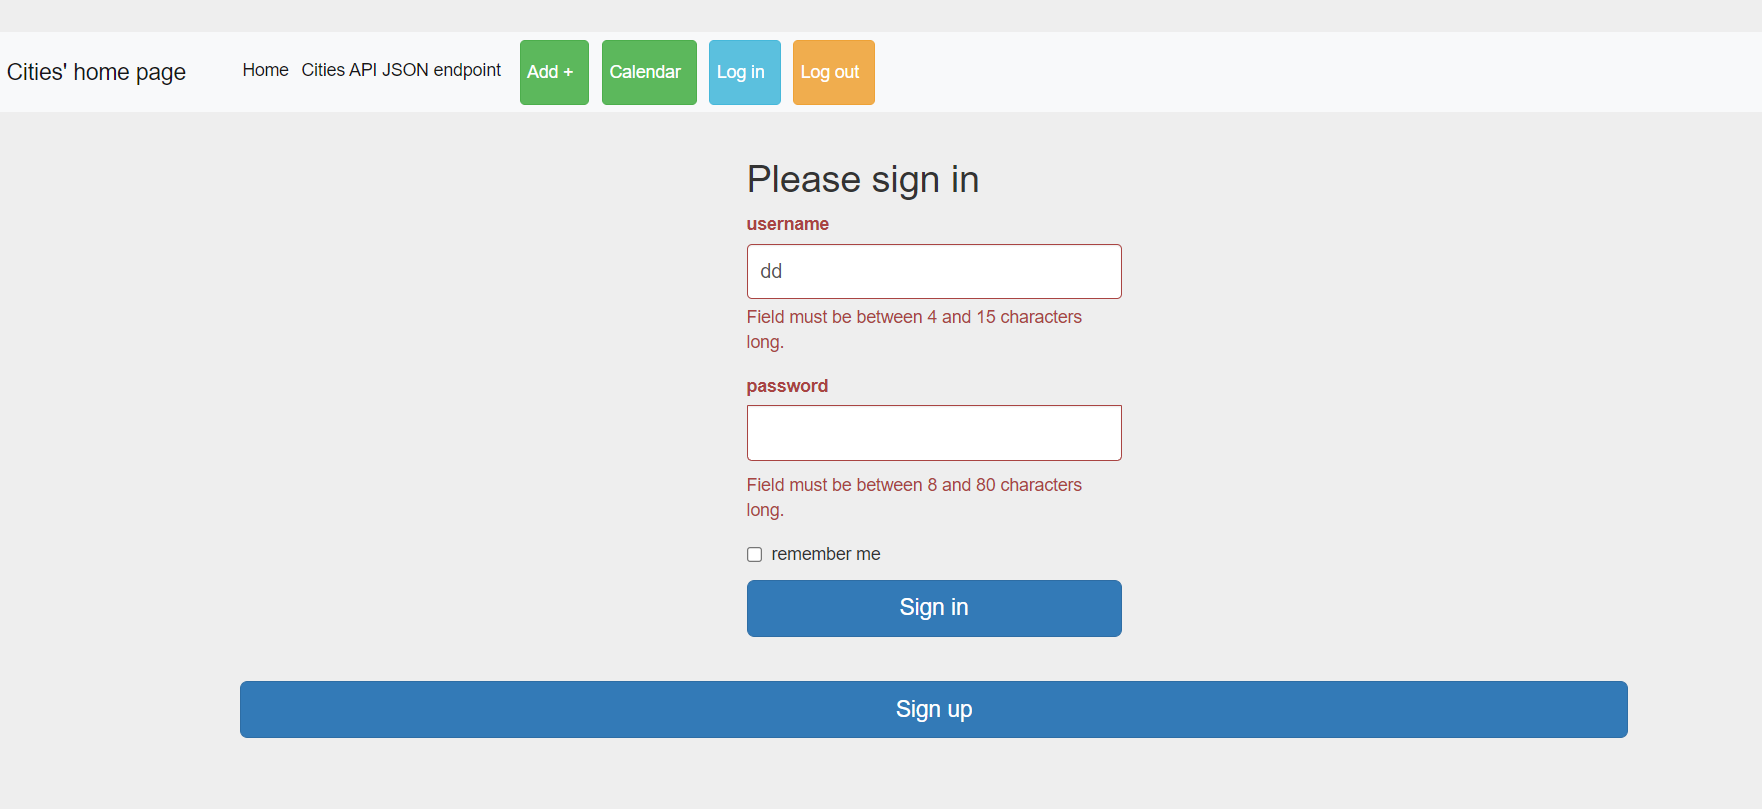 Cities' home page Home Cities API JSON endpoint Add + Calendar Log in Log out
Please sign in
username
dd
Field must be between 4 and 15 characters
long.
password
Field must be between 8 and 80 characters
long.
remember me
Sign in
Sign up